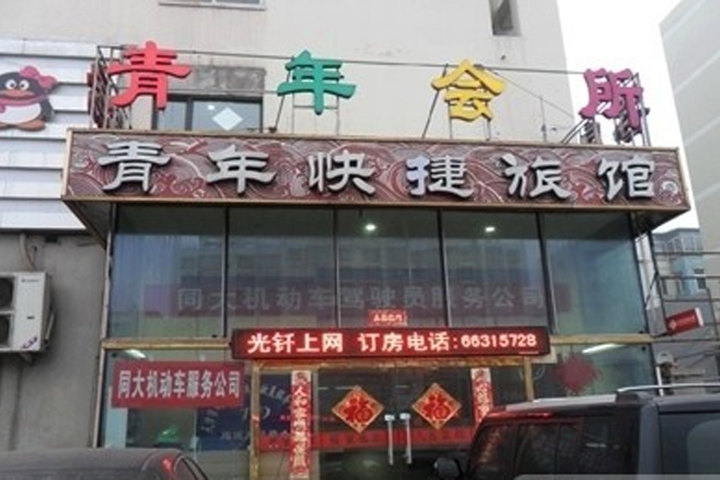 青年会所
青年快捷旅馆
同大机动车驾驶员服务公司
光钎上网 订房电话:66315728
同大机动车服务公司
福 福